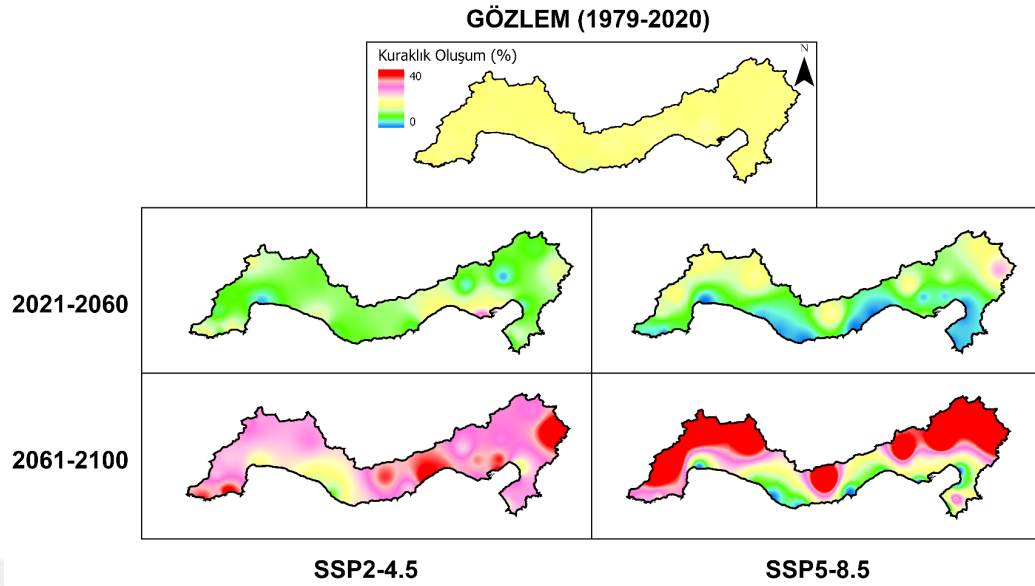 GÖZLEM (1979-2020)
Kuraklık Oluşum (%)
40
0
N
2021-2060
2061-2100
SSP2-4.5
SSP5-8.5